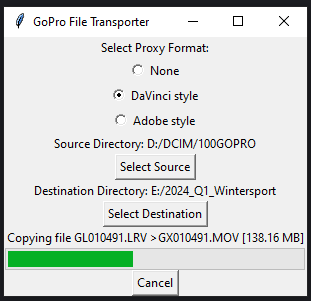 GoPro File Transporter
Select Proxy Format:
None
DaVinci style
Adobe style
Source Directory: D:/DCIM/100GOPRO
Select Source
Destination Directory: E:/2024_Q1_Wintersport
Select Destination
Copying file GL010491.LRV > GX010491.MOV [138.16 MB]
Cancel